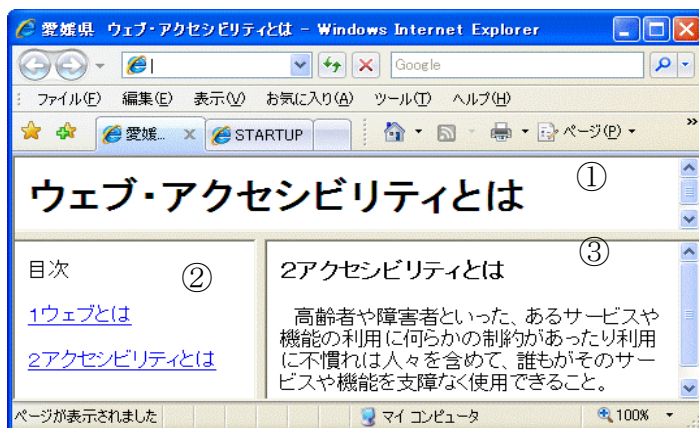 愛媛県 ウェブ・アクセシビリティとは - Windows Internet Explorer
Google
ファイル(F) 編集(E) 表示(V) お気に入り(A) ツール(T) ヘルプ(H)
愛媛... × STARTUP ページ(P) »
ウェブ・アクセシビリティとは
①
目次
②
1ウェブとは
2アクセシビリティとは
③
2アクセシビリティとは
高齢者や障害者といった、あるサービスや
機能の利用に何らかの制約があったり利用
に不慣れは人々を含めて、誰もがそのサー
ビスや機能を支障なく使用できること。
ページが表示されました マイ コンピュータ 100%